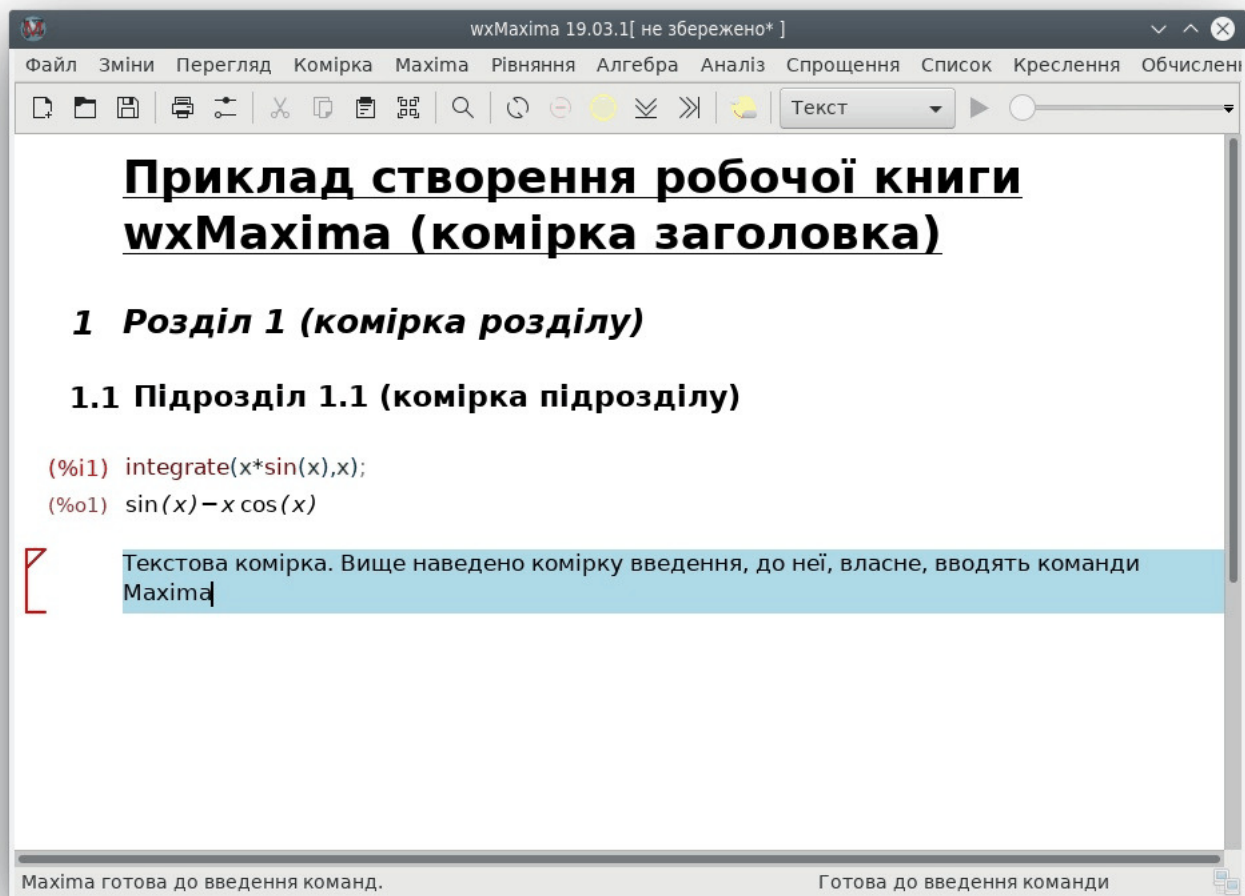 wxMaxima 19.03.1[ не збережено* ]
Файл Зміни Перегляд Комірка Maxima Рівняння Алгебра Аналіз Спрощення Список Креслення Обчислен
Текст
Приклад створення робочої книги
wxMaxima (комірка заголовка)
1 Розділ 1 (комірка розділу)
1.1 Підрозділ 1.1 (комірка підрозділу)
(%i1) integrate(x*sin(x),x);
(%o1) sin(x)−x cos(x)
Текстова комірка. Вище наведено комірку введення, до неї, власне, вводять команди
Maxima
Maxima готова до введення команд. Готова до введення команди